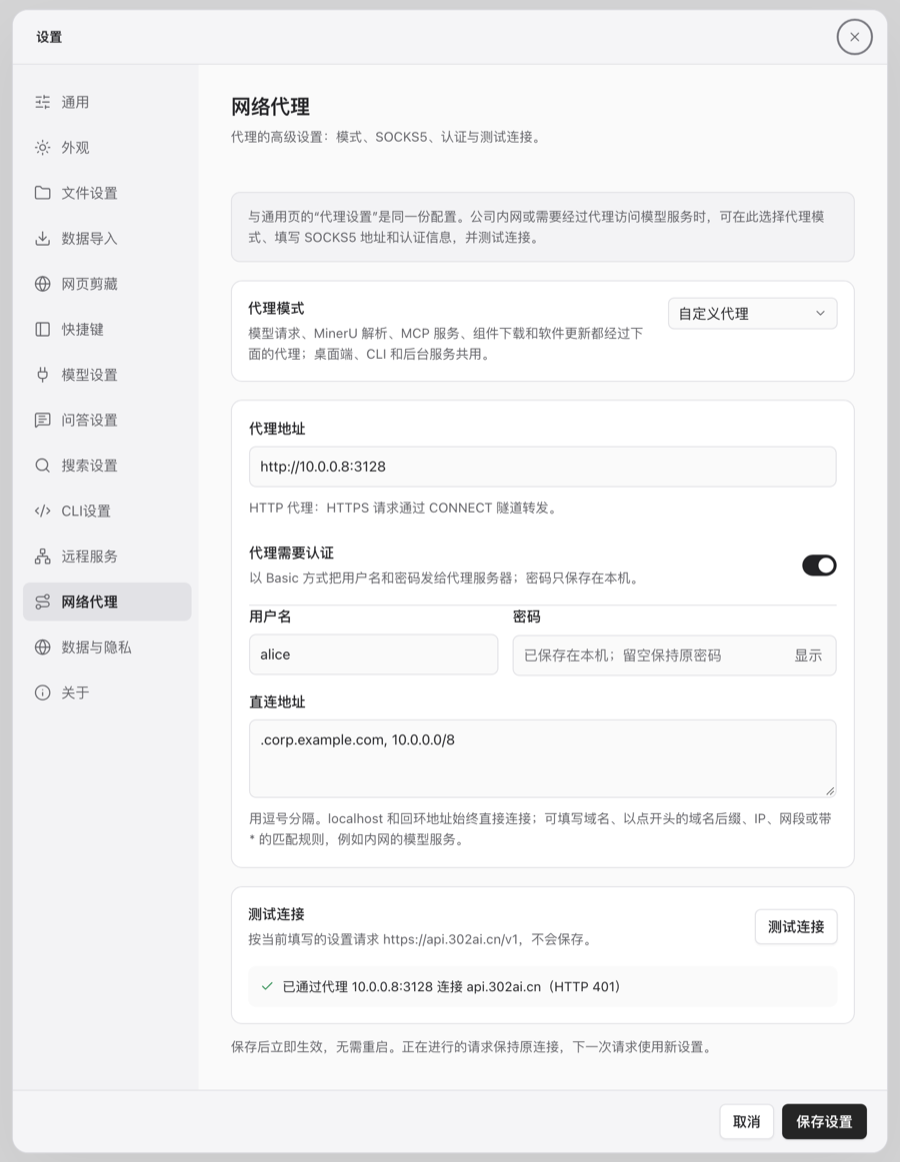 设置
通用
外观
文件设置
数据导入
网页剪藏
快捷键
模型设置
问答设置
搜索设置
CLI设置
远程服务
网络代理
数据与隐私
关于
网络代理
代理的高级设置：模式、SOCKS5、认证与测试连接。
与通用页的“代理设置”是同一份配置。公司内网或需要经过代理访问模型服务时，可在此选择代理模
式、填写 SOCKS5 地址和认证信息，并测试连接。
代理模式
自定义代理
模型请求、MinerU 解析、MCP 服务、组件下载和软件更新都经过下
面的代理；桌面端、CLI 和后台服务共用。
代理地址
http://10.0.0.8:3128
HTTP 代理：HTTPS 请求通过 CONNECT 隧道转发。
代理需要认证
以 Basic 方式把用户名和密码发给代理服务器；密码只保存在本机。
用户名
密码
alice
已保存在本机；留空保持原密码
显示
直连地址
.corp.example.com, 10.0.0.0/8
用逗号分隔。localhost 和回环地址始终直接连接；可填写域名、以点开头的域名后缀、IP、网段或带
* 的匹配规则，例如内网的模型服务。
测试连接
按当前填写的设置请求 https://api.302ai.cn/v1，不会保存。
测试连接
已通过代理 10.0.0.8:3128 连接 api.302ai.cn（HTTP 401）
保存后立即生效，无需重启。正在进行的请求保持原连接，下一次请求使用新设置。
取消
保存设置